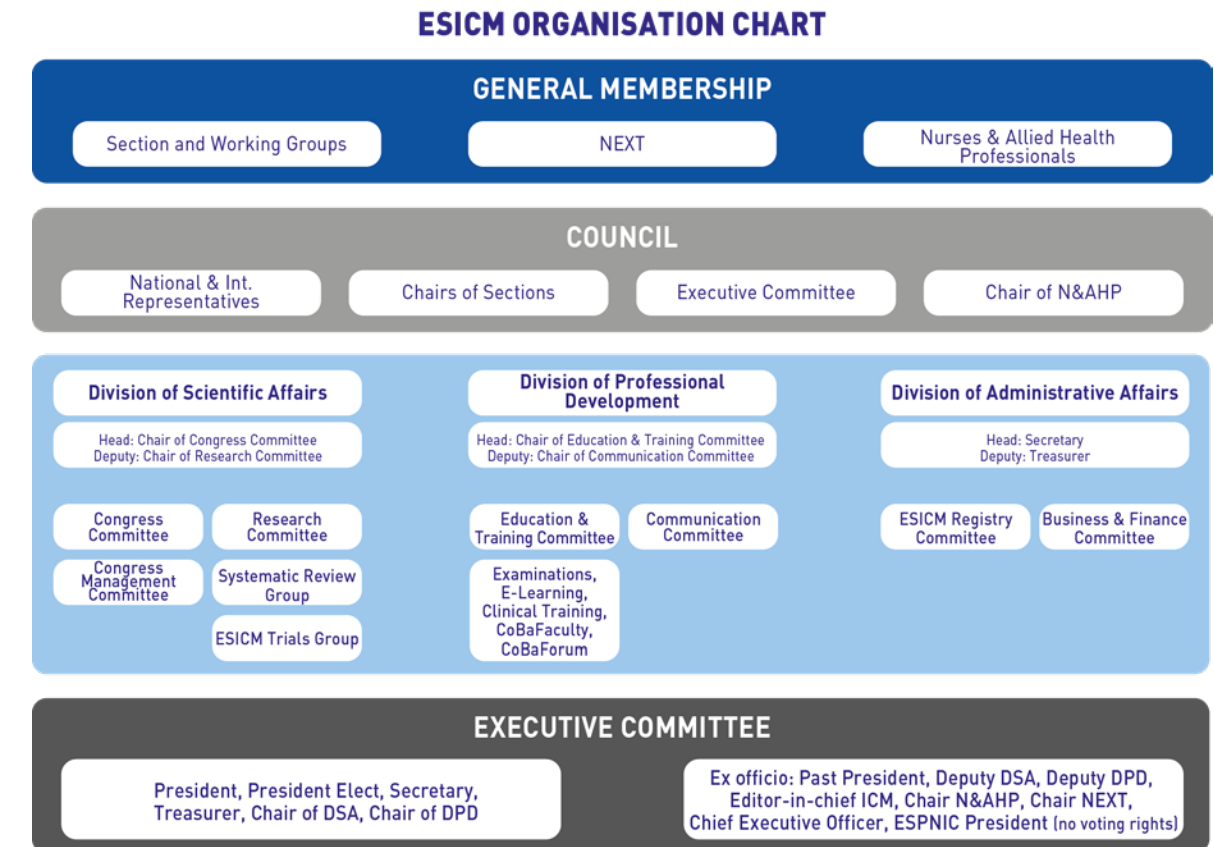 ESICM ORGANISATION CHART
GENERAL MEMBERSHIP
Section and Working Groups
NEXT
Nurses & Allied Health
Professionals
COUNCIL
National & Int.
Representatives
Chairs of Sections
Executive Committee
Chair of N&AHP
Division of Scientific Affairs
Head: Chair of Congress Committee
Deputy: Chair of Research Committee
Congress
Committee
Research
Committee
Congress
Management
Committee
Systematic Review
Group
ESICM Trials Group
Division of Professional
Development
Head: Chair of Education & Training Committee
Deputy: Chair of Communication Committee
Education &
Training Committee
Communication
Committee
Examinations,
E-Learning,
Clinical Training,
CoBaFaculty,
CoBaForum
Division of Administrative Affairs
Head: Secretary
Deputy: Treasurer
ESICM Registry
Committee
Business & Finance
Committee
EXECUTIVE COMMITTEE
President, President Elect, Secretary,
Treasurer, Chair of DSA, Chair of DPD
Ex officio: Past President, Deputy DSA, Deputy DPD,
Editor-in-chief ICM, Chair N&AHP, Chair NEXT,
Chief Executive Officer, ESPNIC President (no voting rights)